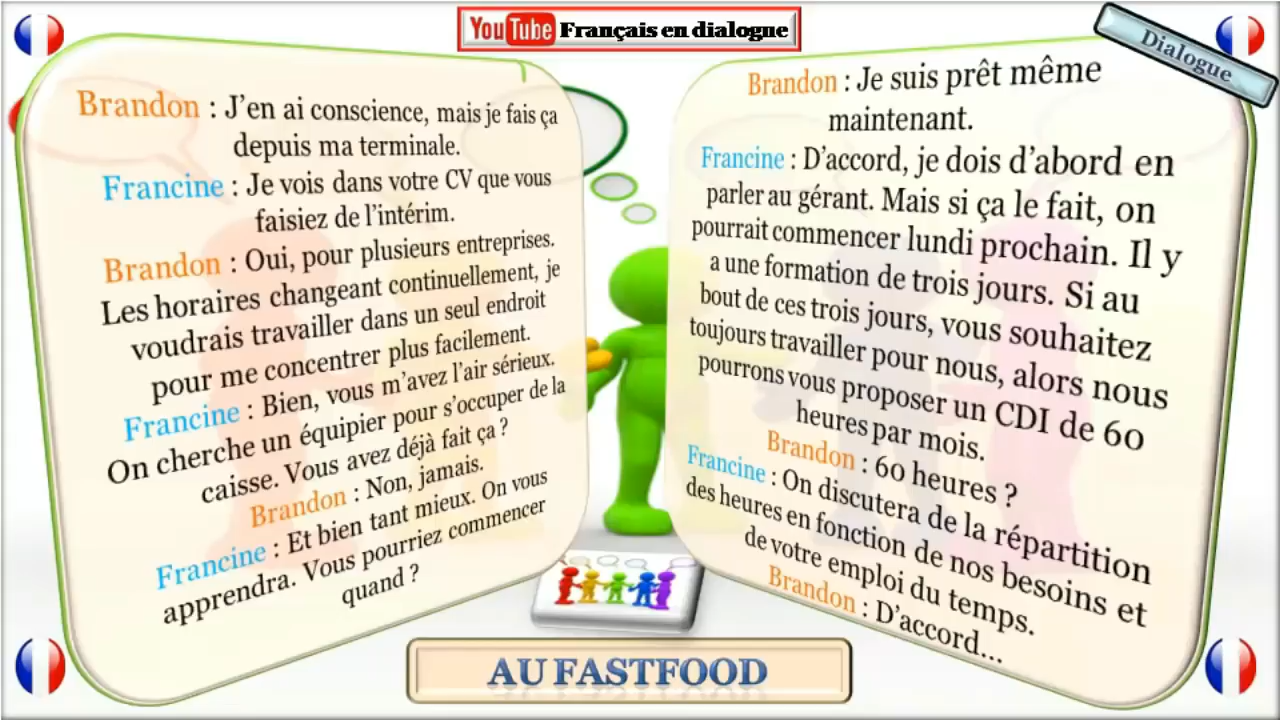 YouTube Français en dialogue
Dialogue
Brandon : J’en ai conscience, mais je fais ça
depuis ma terminale.
Francine : Je vois dans votre CV que vous
faisiez de l’intérim.
Brandon : Oui, pour plusieurs entreprises.
Les horaires changeant continuellement, je
voudrais travailler dans un seul endroit
pour me concentrer plus facilement.
Francine : Bien, vous m’avez l’air sérieux.
On cherche un équipier pour s’occuper de la
caisse. Vous avez déjà fait ça ?
Brandon : Non, jamais.
Francine : Et bien tant mieux. On vous
apprendra. Vous pourriez commencer
quand ?
Brandon : Je suis prêt même
maintenant.
Francine : D’accord, je dois d’abord en
parler au gérant. Mais si ça le fait, on
pourrait commencer lundi prochain. Il y
a une formation de trois jours. Si au
bout de ces trois jours, vous souhaitez
toujours travailler pour nous, alors nous
pourrons vous proposer un CDI de 60
heures par mois.
Brandon : 60 heures ?
Francine : On discutera de la répartition
des heures en fonction de nos besoins et
de votre emploi du temps.
Brandon : D’accord...
AU FASTFOOD